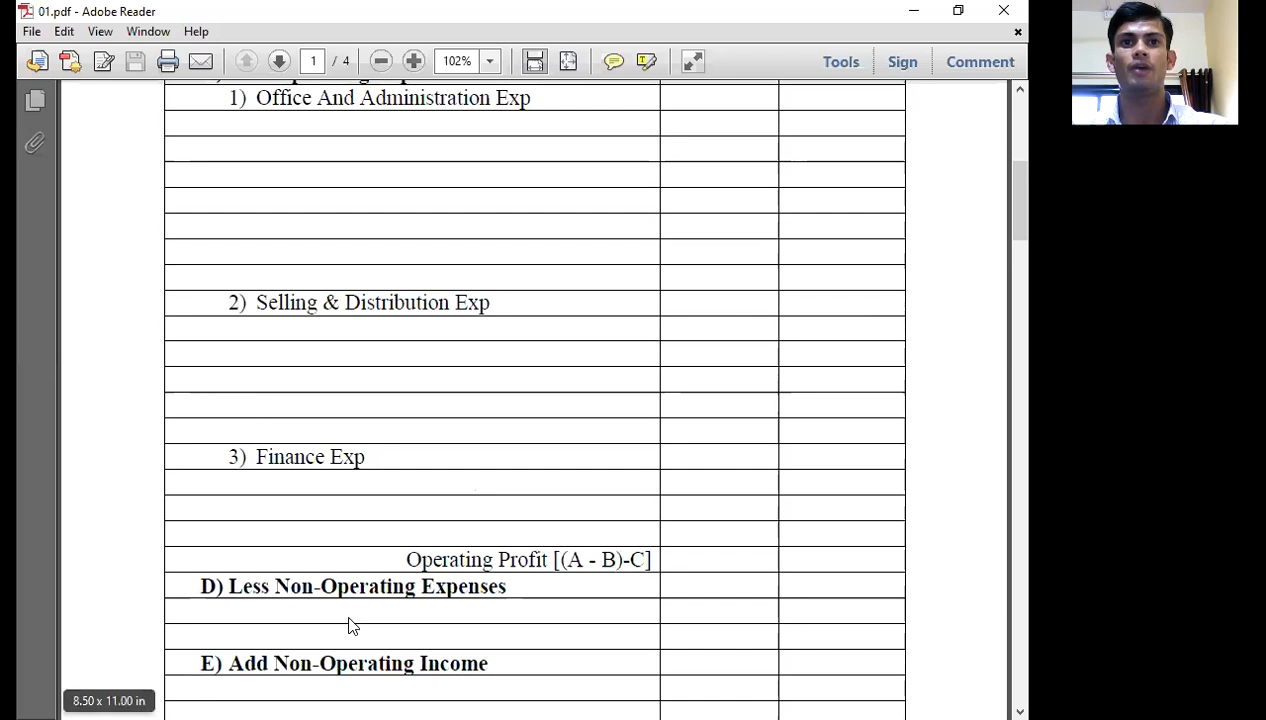 01.pdf - Adobe Reader
File Edit View Window Help
1 / 4 102% Tools Sign Comment
1) Office And Administration Exp
2) Selling & Distribution Exp
3) Finance Exp
Operating Profit [(A - B)-C]
D) Less Non-Operating Expenses
E) Add Non-Operating Income
8.50 x 11.00 in